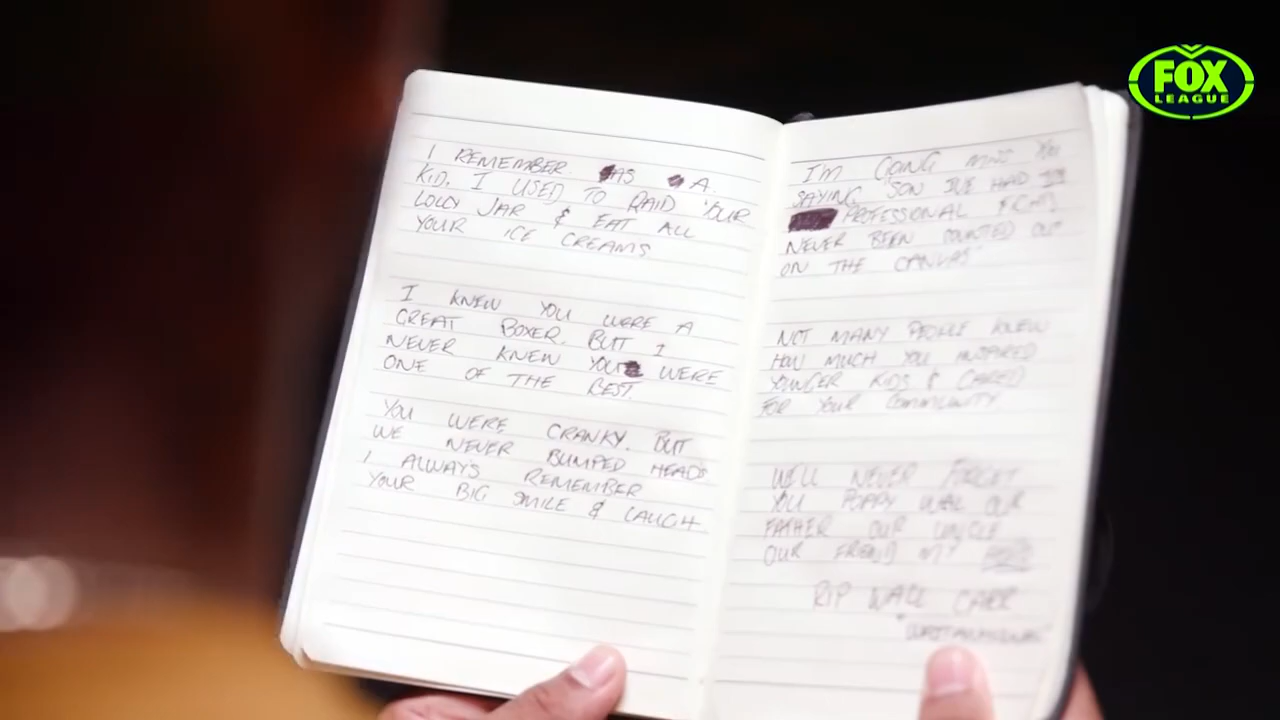 I REMEMBER AS A
KID, I USED TO RAID YOUR
LOLLY JAR & EAT ALL
YOUR ICE CREAMS
I KNEW YOU WERE A
GREAT BOXER. BUT I
NEVER KNEW YOU WERE
ONE OF THE BEST.
YOU WERE CRANKY. BUT
WE NEVER BUMPED HEADS
I ALWAYS REMEMBER
YOUR BIG SMILE & LAUGH
I'M GOING
SAYING "SON I'VE HAD
PROFESSIONAL
NEVER BEEN COUNTED OUT
ON THE CANVAS"
NOT MANY PEOPLE KNEW
HOW MUCH YOU INSPIRED
YOUNGER KIDS & CARED
FOR YOUR COMMUNITY
WE'LL NEVER FORGET
YOU POPPY WALL OUR
FATHER OUR UNCLE
OUR FRIEND MY
RIP WALL CARR
FOX
LEAGUE